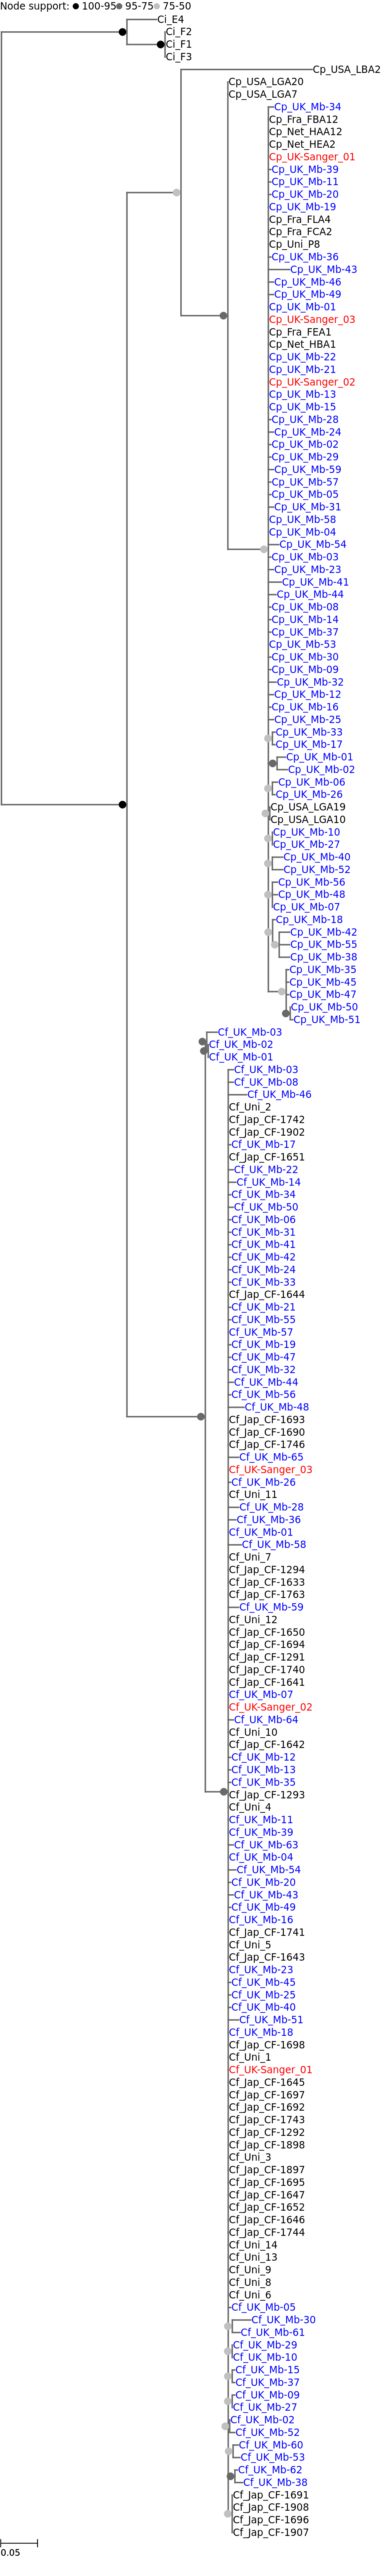 Node support: 100-95 95-75 75-50
Ci_E4
Ci_F2
Ci_F1
Ci_F3
Cp_USA_LBA2
Cp_USA_LGA20
Cp_USA_LGA7
Cp_UK_Mb-34
Cp_Fra_FBA12
Cp_Net_HAA12
Cp_Net_HEA2
Cp_UK-Sanger_01
Cp_UK_Mb-39
Cp_UK_Mb-11
Cp_UK_Mb-20
Cp_UK_Mb-19
Cp_Fra_FLA4
Cp_Fra_FCA2
Cp_Uni_P8
Cp_UK_Mb-36
Cp_UK_Mb-43
Cp_UK_Mb-46
Cp_UK_Mb-49
Cp_UK_Mb-01
Cp_UK-Sanger_03
Cp_Fra_FEA1
Cp_Net_HBA1
Cp_UK_Mb-22
Cp_UK_Mb-21
Cp_UK-Sanger_02
Cp_UK_Mb-13
Cp_UK_Mb-15
Cp_UK_Mb-28
Cp_UK_Mb-24
Cp_UK_Mb-02
Cp_UK_Mb-29
Cp_UK_Mb-59
Cp_UK_Mb-57
Cp_UK_Mb-05
Cp_UK_Mb-31
Cp_UK_Mb-58
Cp_UK_Mb-04
Cp_UK_Mb-54
Cp_UK_Mb-03
Cp_UK_Mb-23
Cp_UK_Mb-41
Cp_UK_Mb-44
Cp_UK_Mb-08
Cp_UK_Mb-14
Cp_UK_Mb-37
Cp_UK_Mb-53
Cp_UK_Mb-30
Cp_UK_Mb-09
Cp_UK_Mb-32
Cp_UK_Mb-12
Cp_UK_Mb-16
Cp_UK_Mb-25
Cp_UK_Mb-33
Cp_UK_Mb-17
Cp_UK_Mb-01
Cp_UK_Mb-02
Cp_UK_Mb-06
Cp_UK_Mb-26
Cp_USA_LGA19
Cp_USA_LGA10
Cp_UK_Mb-10
Cp_UK_Mb-27
Cp_UK_Mb-40
Cp_UK_Mb-52
Cp_UK_Mb-56
Cp_UK_Mb-48
Cp_UK_Mb-07
Cp_UK_Mb-18
Cp_UK_Mb-42
Cp_UK_Mb-55
Cp_UK_Mb-38
Cp_UK_Mb-35
Cp_UK_Mb-45
Cp_UK_Mb-47
Cp_UK_Mb-50
Cp_UK_Mb-51
Cf_UK_Mb-03
Cf_UK_Mb-02
Cf_UK_Mb-01
Cf_UK_Mb-03
Cf_UK_Mb-08
Cf_UK_Mb-46
Cf_Uni_2
Cf_Jap_CF-1742
Cf_Jap_CF-1902
Cf_UK_Mb-17
Cf_Jap_CF-1651
Cf_UK_Mb-22
Cf_UK_Mb-14
Cf_UK_Mb-34
Cf_UK_Mb-50
Cf_UK_Mb-06
Cf_UK_Mb-31
Cf_UK_Mb-41
Cf_UK_Mb-42
Cf_UK_Mb-24
Cf_UK_Mb-33
Cf_Jap_CF-1644
Cf_UK_Mb-21
Cf_UK_Mb-55
Cf_UK_Mb-57
Cf_UK_Mb-19
Cf_UK_Mb-47
Cf_UK_Mb-32
Cf_UK_Mb-44
Cf_UK_Mb-56
Cf_UK_Mb-48
Cf_Jap_CF-1693
Cf_Jap_CF-1690
Cf_Jap_CF-1746
Cf_UK_Mb-65
Cf_UK-Sanger_03
Cf_UK_Mb-26
Cf_Uni_11
Cf_UK_Mb-28
Cf_UK_Mb-36
Cf_UK_Mb-01
Cf_UK_Mb-58
Cf_Uni_7
Cf_Jap_CF-1294
Cf_Jap_CF-1633
Cf_Jap_CF-1763
Cf_UK_Mb-59
Cf_Uni_12
Cf_Jap_CF-1650
Cf_Jap_CF-1694
Cf_Jap_CF-1291
Cf_Jap_CF-1740
Cf_Jap_CF-1641
Cf_UK_Mb-07
Cf_UK-Sanger_02
Cf_UK_Mb-64
Cf_Uni_10
Cf_Jap_CF-1642
Cf_UK_Mb-12
Cf_UK_Mb-13
Cf_UK_Mb-35
Cf_Jap_CF-1293
Cf_Uni_4
Cf_UK_Mb-11
Cf_UK_Mb-39
Cf_UK_Mb-63
Cf_UK_Mb-04
Cf_UK_Mb-54
Cf_UK_Mb-20
Cf_UK_Mb-43
Cf_UK_Mb-49
Cf_UK_Mb-16
Cf_Jap_CF-1741
Cf_Uni_5
Cf_Jap_CF-1643
Cf_UK_Mb-23
Cf_UK_Mb-45
Cf_UK_Mb-25
Cf_UK_Mb-40
Cf_UK_Mb-51
Cf_UK_Mb-18
Cf_Jap_CF-1698
Cf_Uni_1
Cf_UK-Sanger_01
Cf_Jap_CF-1645
Cf_Jap_CF-1697
Cf_Jap_CF-1692
Cf_Jap_CF-1743
Cf_Jap_CF-1292
Cf_Jap_CF-1898
Cf_Uni_3
Cf_Jap_CF-1897
Cf_Jap_CF-1695
Cf_Jap_CF-1647
Cf_Jap_CF-1652
Cf_Jap_CF-1646
Cf_Jap_CF-1744
Cf_Uni_14
Cf_Uni_13
Cf_Uni_9
Cf_Uni_8
Cf_Uni_6
Cf_UK_Mb-05
Cf_UK_Mb-30
Cf_UK_Mb-61
Cf_UK_Mb-29
Cf_UK_Mb-10
Cf_UK_Mb-15
Cf_UK_Mb-37
Cf_UK_Mb-09
Cf_UK_Mb-27
Cf_UK_Mb-02
Cf_UK_Mb-52
Cf_UK_Mb-60
Cf_UK_Mb-53
Cf_UK_Mb-62
Cf_UK_Mb-38
Cf_Jap_CF-1691
Cf_Jap_CF-1908
Cf_Jap_CF-1696
Cf_Jap_CF-1907
0.05